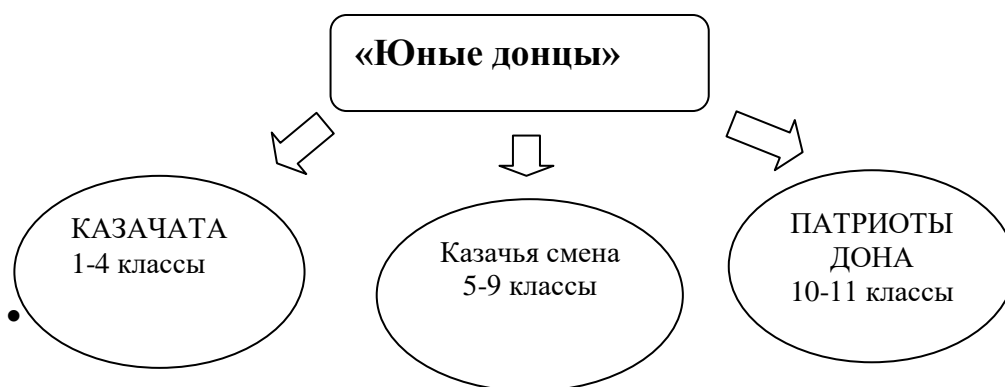 «Юные донцы»
КАЗАЧАТА
1-4 классы
Казачья смена
5-9 классы
ПАТРИОТЫ
ДОНА
10-11 классы